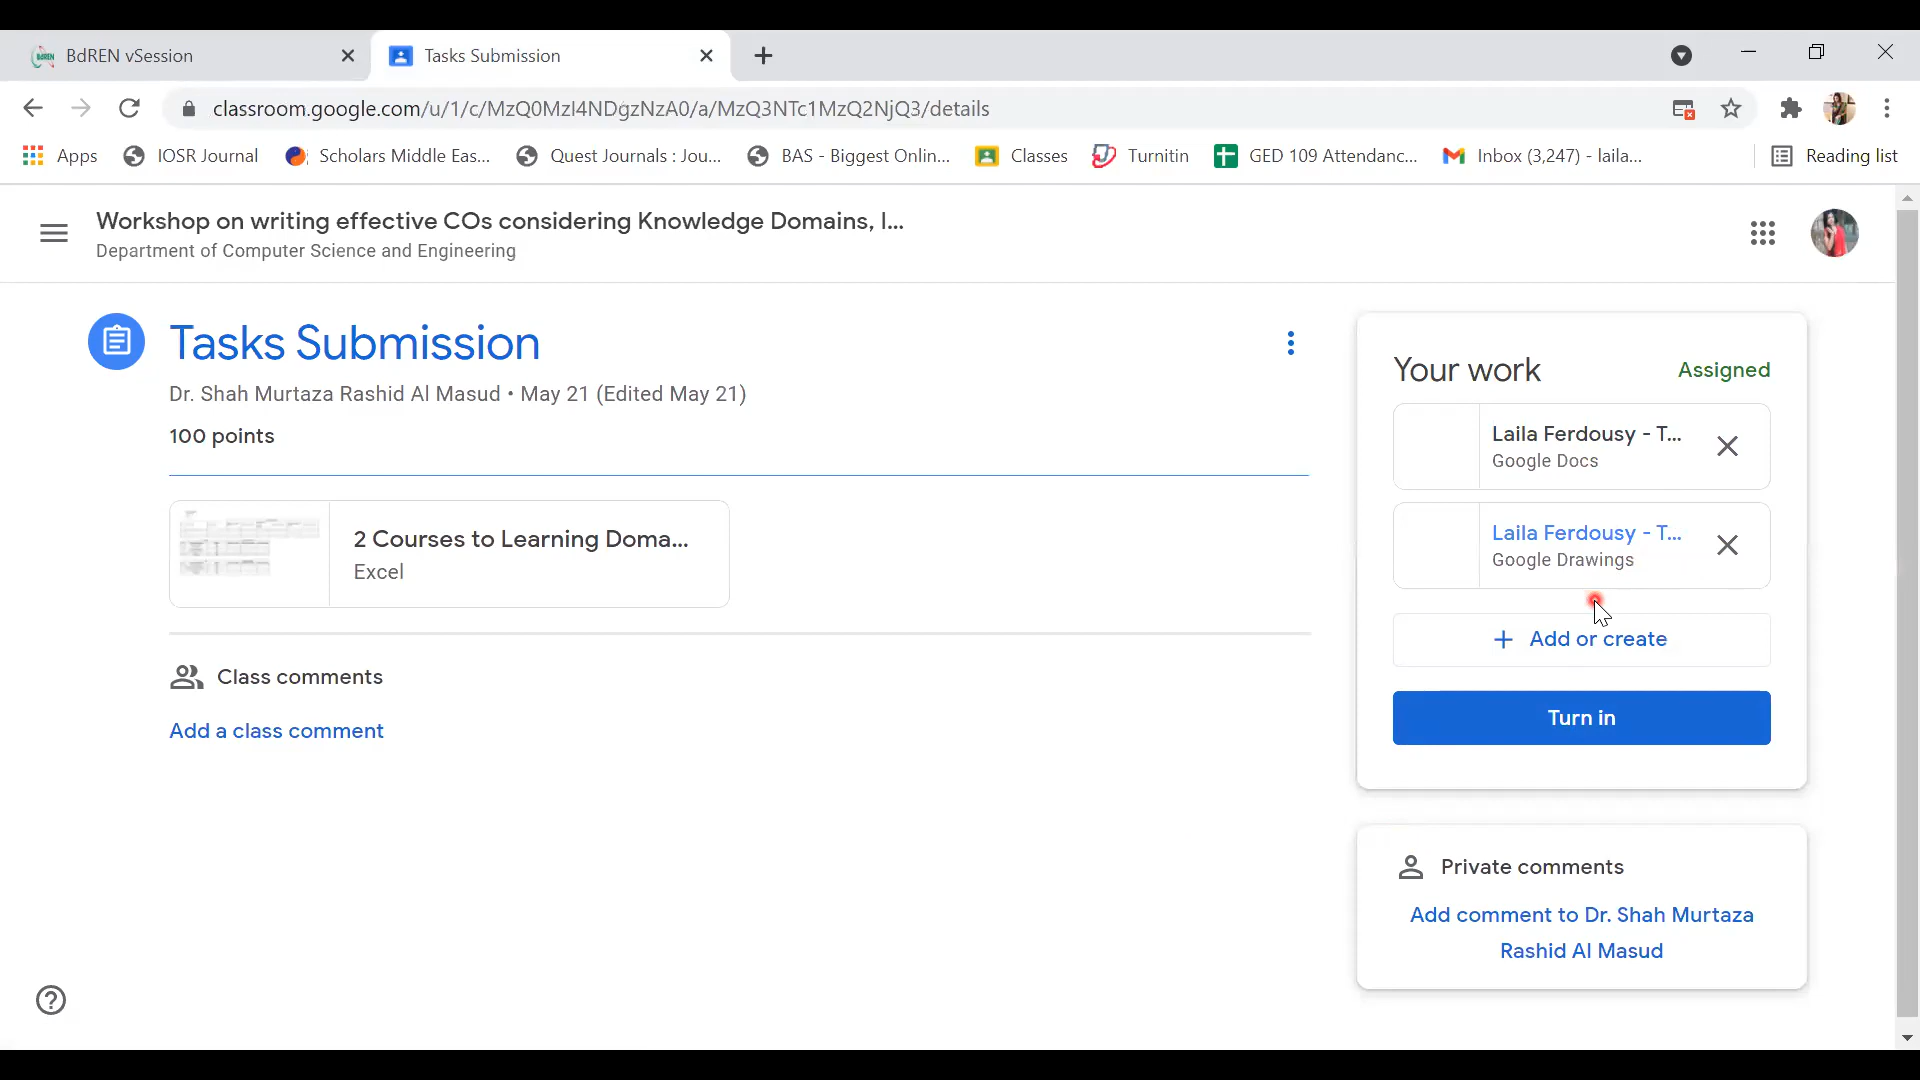 BdREN vSession
Tasks Submission
classroom.google.com/u/1/c/MzQ0MzI4NDgzNzA0/a/MzQ3NTc1MzQ2NjQ3/details
Apps
IOSR Journal
Scholars Middle Eas...
Quest Journals : Jou...
BAS - Biggest Onlin...
Classes
Turnitin
GED 109 Attendanc...
Inbox (3,247) - laila...
Reading list
Workshop on writing effective COs considering Knowledge Domains, I...
Department of Computer Science and Engineering
Tasks Submission
Dr. Shah Murtaza Rashid Al Masud • May 21 (Edited May 21)
100 points
2 Courses to Learning Doma...
Excel
Class comments
Add a class comment
Your work
Assigned
Laila Ferdousy - T...
Google Docs
Laila Ferdousy - T...
Google Drawings
+ Add or create
Turn in
Private comments
Add comment to Dr. Shah Murtaza
Rashid Al Masud